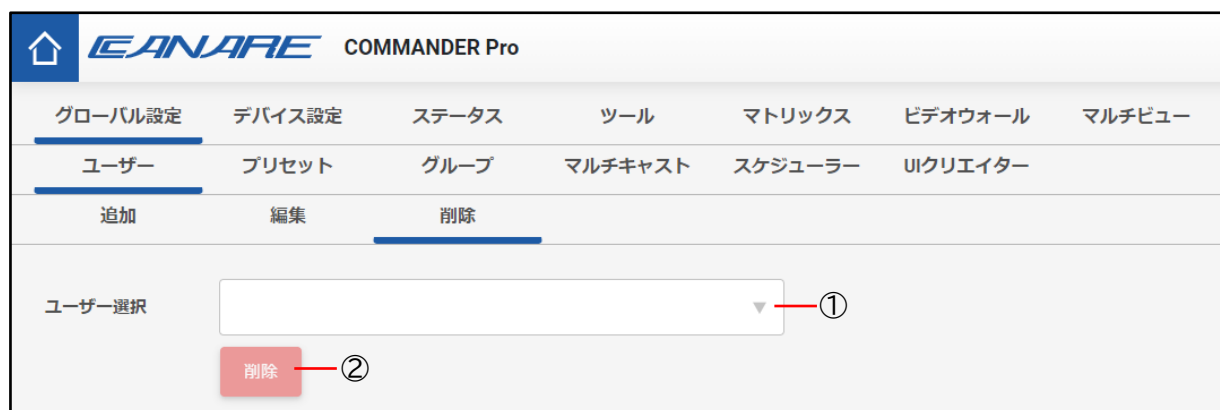 CANARE COMMANDER Pro
グローバル設定 デバイス設定 ステータス ツール マトリックス ビデオウォール マルチビュー
ユーザー プリセット グループ マルチキャスト スケジューラー UIクリエイター
追加 編集 削除
ユーザー選択 ▼ ①
削除 ②